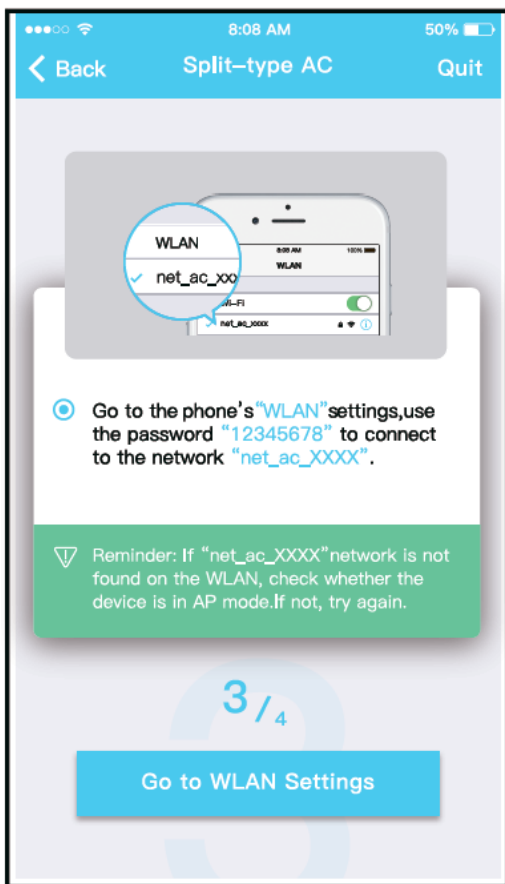 8:08 AM
50%
Back
Split-type AC
Quit
8:08 AM
100%
WLAN
WLAN
net_ac_xxx
Wi-Fi
net_ac_xxxx
Go to the phone's“WLAN”settings,use
the password “12345678” to connect
to the network “net_ac_XXXX”.
Reminder: If “net_ac_XXXX”network is not
found on the WLAN, check whether the
device is in AP mode.If not, try again.
3/4
Go to WLAN Settings
3